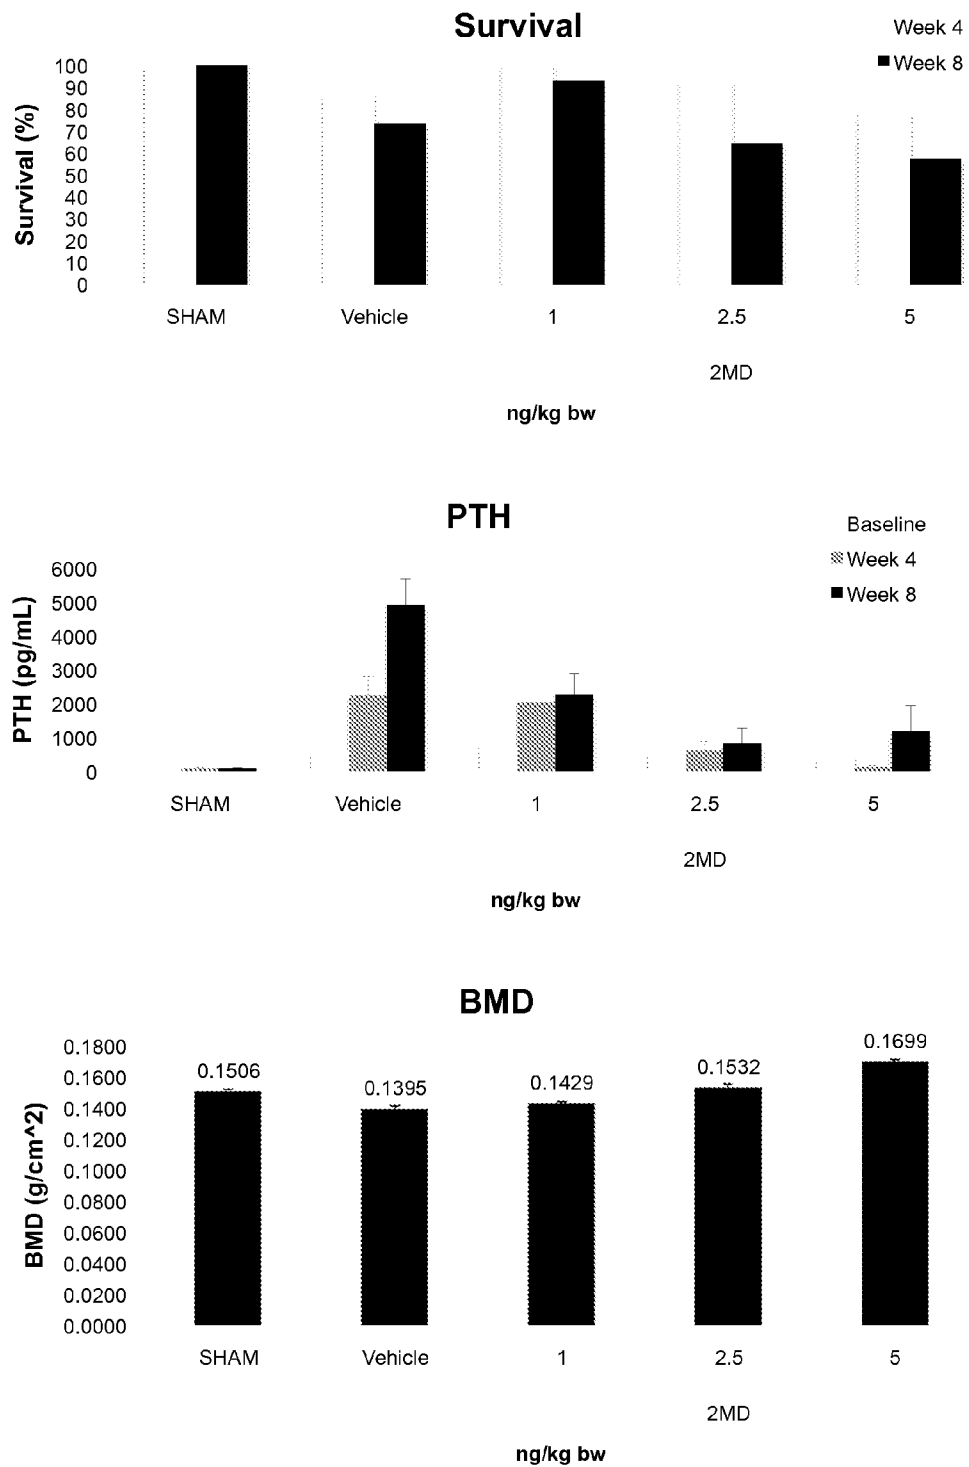 Survival
Week 4
Week 8
Survival (%)
100
90
80
70
60
50
40
30
20
10
0
SHAM Vehicle 1 2.5 5
2MD
ng/kg bw
PTH
Baseline
Week 4
Week 8
PTH (pg/mL)
6000
5000
4000
3000
2000
1000
0
SHAM Vehicle 1 2.5 5
2MD
ng/kg bw
BMD
BMD (g/cm^2)
0.1800
0.1600
0.1400
0.1200
0.1000
0.0800
0.0600
0.0400
0.0200
0.0000
0.1506 0.1395 0.1429 0.1532 0.1699
SHAM Vehicle 1 2.5 5
2MD
ng/kg bw